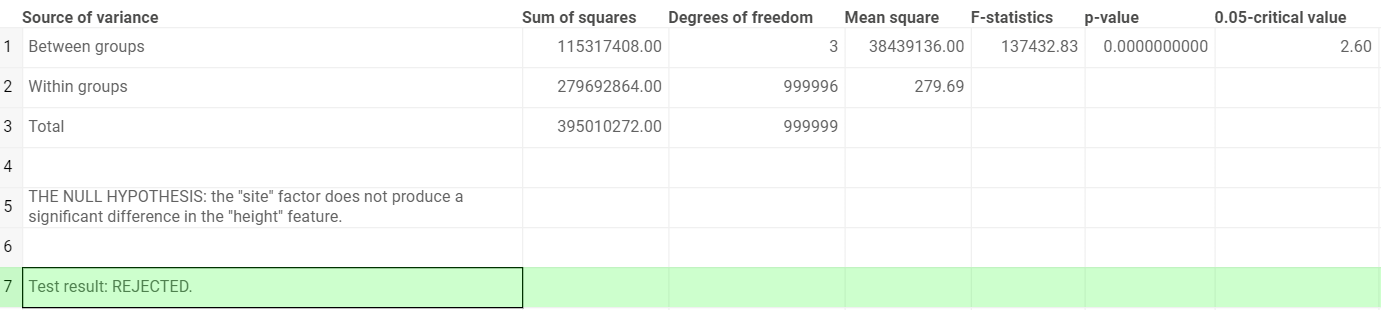 Source of variance Sum of squares Degrees of freedom Mean square F-statistics p-value 0.05-critical value
1 Between groups 115317408.00 3 38439136.00 137432.83 0.0000000000 2.60
2 Within groups 279692864.00 999996 279.69
3 Total 395010272.00 999999
4
5 THE NULL HYPOTHESIS: the "site" factor does not produce a
significant difference in the "height" feature.
6
7 Test result: REJECTED.